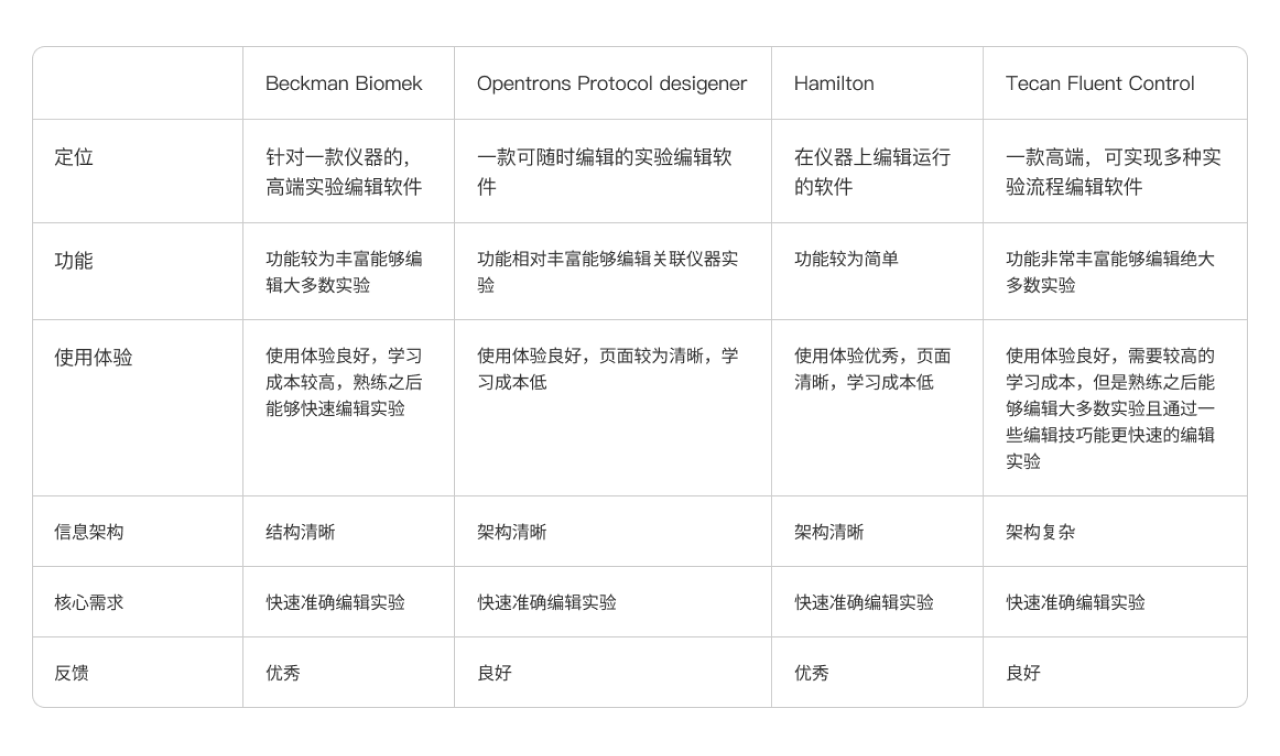 Beckman Biomek
Opentrons Protocol desigener
Hamilton
Tecan Fluent Control
定位
针对一款仪器的，
高端实验编辑软件
一款可随时编辑的实验编辑软
件
在仪器上编辑运行
的软件
一款高端，可实现多种实
验流程编辑软件
功能
功能较为丰富能够编
辑大多数实验
功能相对丰富能够编辑关联仪器实
验
功能较为简单
功能非常丰富能够编辑绝大
多数实验
使用体验
使用体验良好，学习
成本较高，熟练之后
能够快速编辑实验
使用体验良好，页面较为清晰，学
习成本低
使用体验优秀，页面
清晰，学习成本低
使用体验良好，需要较高的
学习成本，但是熟练之后能
够编辑大多数实验且通过一
些编辑技巧能更快速的编辑
实验
信息架构
结构清晰
架构清晰
架构清晰
架构复杂
核心需求
快速准确编辑实验
快速准确编辑实验
快速准确编辑实验
快速准确编辑实验
反馈
优秀
良好
优秀
良好